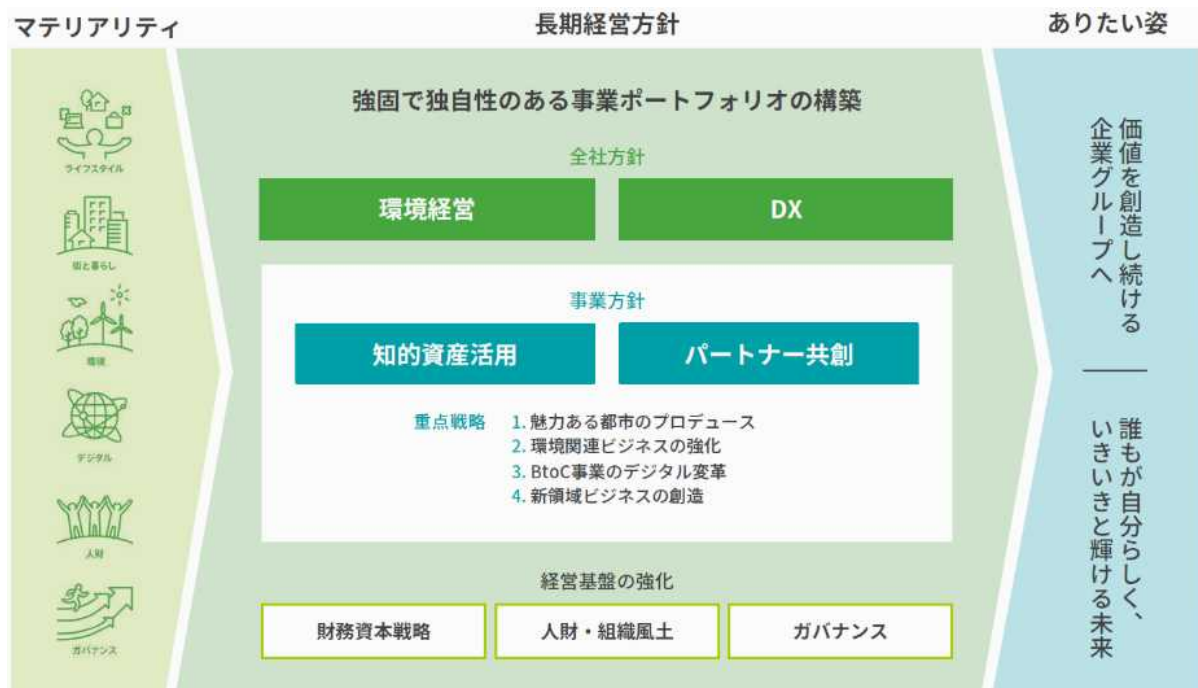 マテリアリティ
長期経営方針
ありたい姿
ライフスタイル
街と暮らし
環境
デジタル
人財
ガバナンス
強固で独自性のある事業ポートフォリオの構築
全社方針
環境経営
DX
事業方針
知的資産活用
パートナー共創
重点戦略
1. 魅力ある都市のプロデュース
2. 環境関連ビジネスの強化
3. BtoC事業のデジタル変革
4. 新領域ビジネスの創造
経営基盤の強化
財務資本戦略
人財・組織風土
ガバナンス
価値を創造し続ける
企業グループへ
誰もが自分らしく、
いきいきと輝ける未来